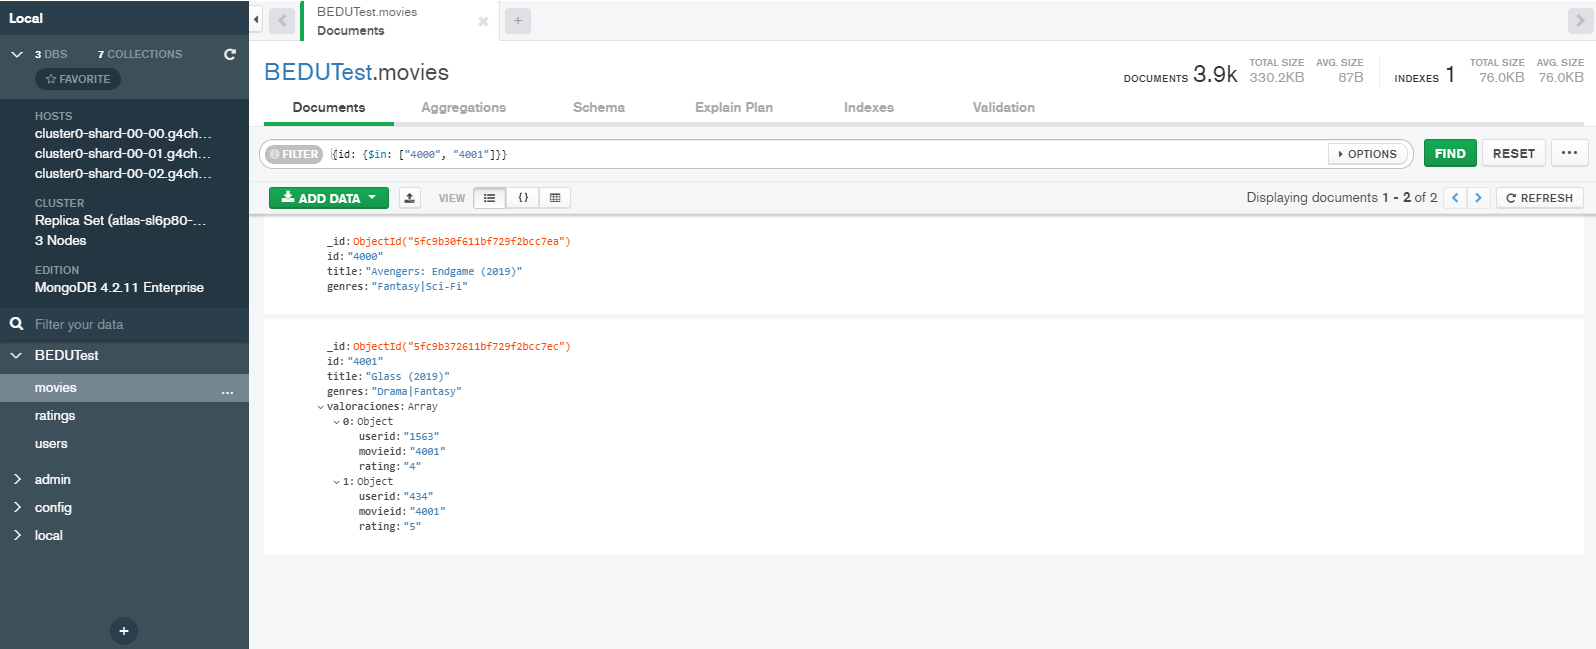 Local
3 DBS 7 COLLECTIONS
FAVORITE
HOSTS
cluster0-shard-00-00.g4ch...
cluster0-shard-00-01.g4ch...
cluster0-shard-00-02.g4ch...
CLUSTER
Replica Set (atlas-sl6p80-...
3 Nodes
EDITION
MongoDB 4.2.11 Enterprise
Filter your data
BEDUTest
movies ...
ratings
users
admin
config
local
+
BEDUTest.movies
Documents
+
BEDUTest.movies
DOCUMENTS 3.9k TOTAL SIZE 330.2KB AVG. SIZE 87B INDEXES 1 TOTAL SIZE 76.0KB AVG. SIZE 76.0KB
Documents Aggregations Schema Explain Plan Indexes Validation
FILTER {id: {$in: ["4000", "4001"]}} OPTIONS FIND RESET ...
ADD DATA VIEW {} Displaying documents 1 - 2 of 2 < > REFRESH
_id: ObjectId("5fc9b30f611bf729f2bcc7ea")
id: "4000"
title: "Avengers: Endgame (2019)"
genres: "Fantasy|Sci-Fi"
_id: ObjectId("5fc9b372611bf729f2bcc7ec")
id: "4001"
title: "Glass (2019)"
genres: "Drama|Fantasy"
valoraciones: Array
0: Object
userid: "1563"
movieid: "4001"
rating: "4"
1: Object
userid: "434"
movieid: "4001"
rating: "5"